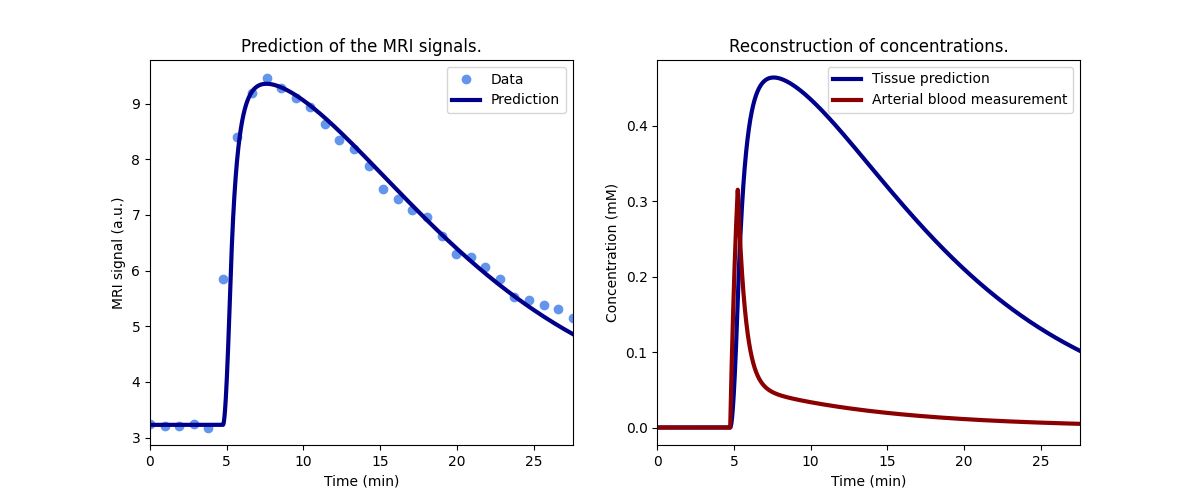 Prediction of the MRI signals.
Data
Prediction
MRI signal (a.u.)
9
8
7
6
5
4
3
0
5
10
15
20
25
Time (min)
Reconstruction of concentrations.
Tissue prediction
Arterial blood measurement
Concentration (mM)
0.4
0.3
0.2
0.1
0.0
0
5
10
15
20
25
Time (min)